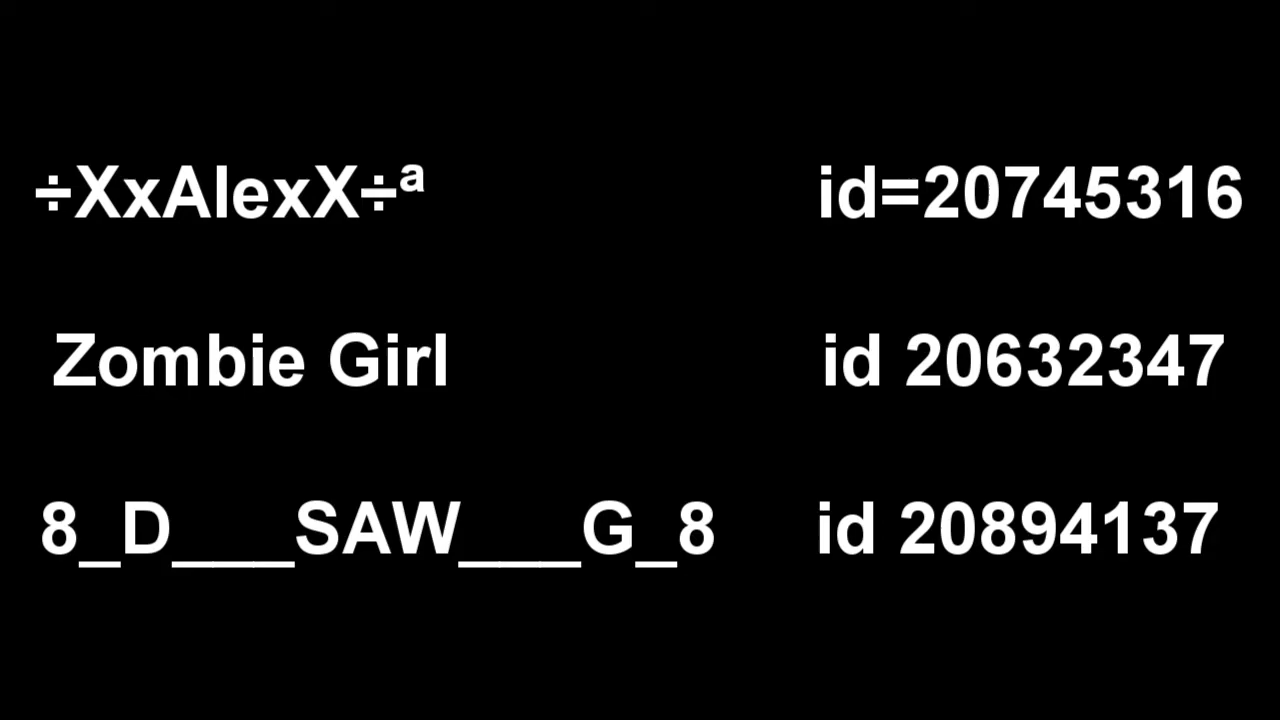 ÷XxAlexX÷ª id=20745316
Zombie Girl id 20632347
8_D___SAW___G_8 id 20894137